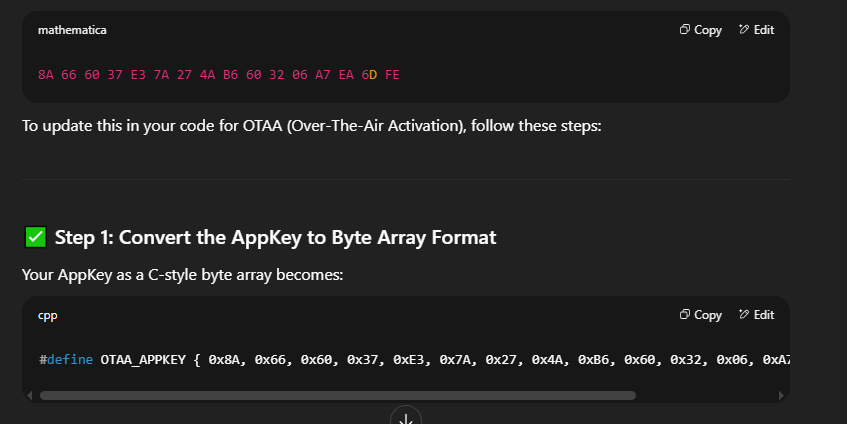 mathematica
Copy Edit
8A 66 60 37 E3 7A 27 4A B6 60 32 06 A7 EA 6D FE
To update this in your code for OTAA (Over-The-Air Activation), follow these steps:
Step 1: Convert the AppKey to Byte Array Format
Your AppKey as a C-style byte array becomes:
cpp
Copy Edit
#define OTAA_APPKEY { 0x8A, 0x66, 0x60, 0x37, 0xE3, 0x7A, 0x27, 0x4A, 0xB6, 0x60, 0x32, 0x06, 0xA7